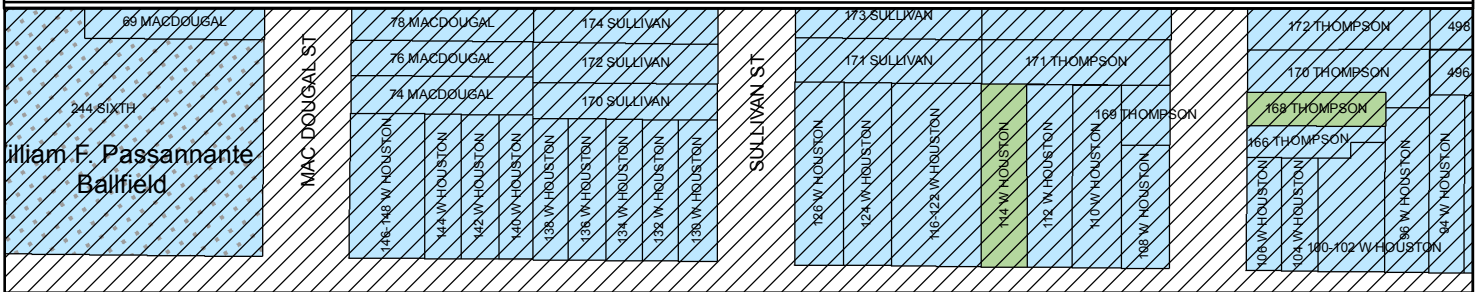 69 MACDOUGAL
244 SIXTH
illiam F. Passannante
Ballfield
MAC DOUGAL ST
78 MACDOUGAL
76 MACDOUGAL
74 MACDOUGAL
174 SULLIVAN
172 SULLIVAN
170 SULLIVAN
146-148 W HOUSTON
144 W HOUSTON
142 W HOUSTON
140 W HOUSTON
138 W HOUSTON
136 W HOUSTON
134 W HOUSTON
132 W HOUSTON
130 W HOUSTON
SULLIVAN ST
173 SULLIVAN
171 SULLIVAN
171 THOMPSON
169 THOMPSON
126 W HOUSTON
124 W HOUSTON
116-122 W HOUSTON
114 W HOUSTON
112 W HOUSTON
110 W HOUSTON
108 W HOUSTON
172 THOMPSON
170 THOMPSON
168 THOMPSON
166 THOMPSON
498
496
106 W HOUSTON
104 W HOUSTON
100-102 W HOUSTON
96 W HOUSTON
94 W HOUSTON